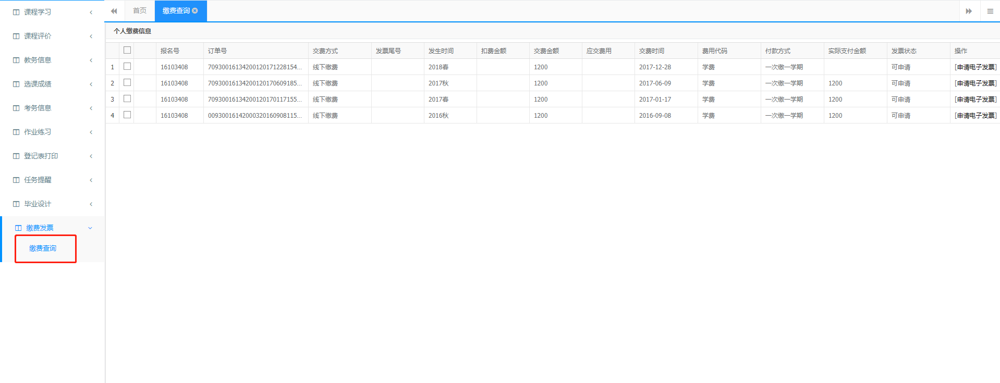 课程学习
课程评价
教务信息
选课成绩
考务信息
作业练习
登记表打印
任务提醒
毕业设计
缴费发票
缴费查询
首页 缴费查询
个人缴费信息
报名号 订单号 交费方式 发票尾号 发生时间 扣费金额 交费金额 应交费用 交费时间 费用代码 付款方式 实际支付金额 发票状态 操作
1 16103408 70930016134200120171228154... 线下缴费 2018春 1200 2017-12-28 学费 一次缴一学期 可申请 [申请电子发票]
2 16103408 70930016134200120170609185... 线下缴费 2017秋 1200 2017-06-09 学费 一次缴一学期 1200 可申请 [申请电子发票]
3 16103408 70930016134200120170117155... 线下缴费 2017春 1200 2017-01-17 学费 一次缴一学期 1200 可申请 [申请电子发票]
4 16103408 00930016142000320160908115... 线下缴费 2016秋 1200 2016-09-08 学费 一次缴一学期 1200 可申请 [申请电子发票]